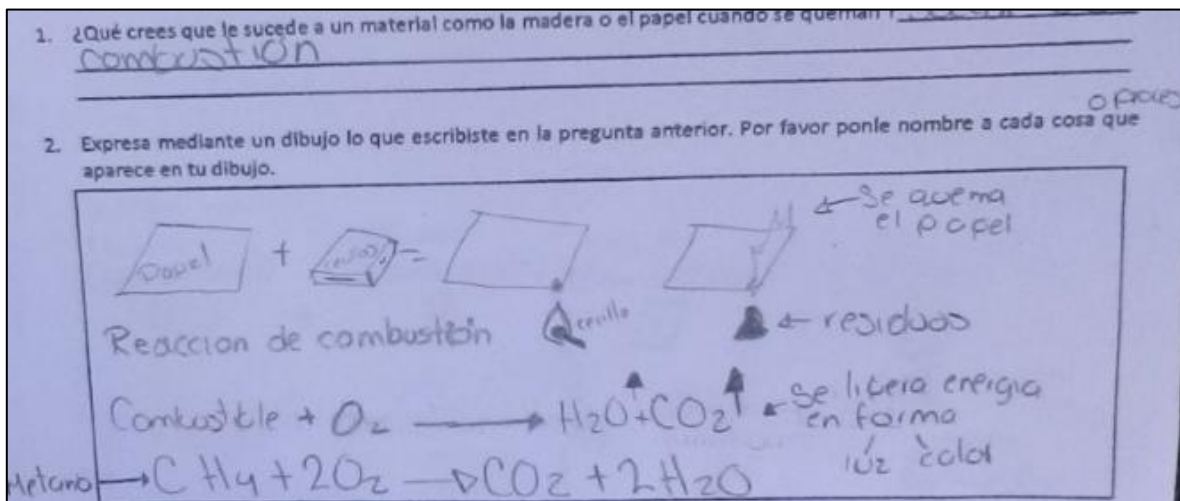 1. ¿Qué crees que le sucede a un material como la madera o el papel cuando se queman
combustión
2. Expresa mediante un dibujo lo que escribiste en la pregunta anterior. Por favor ponle nombre a cada cosa que
aparece en tu dibujo.
← Se quema
el papel
Papel + =
cerillo
← residuos
Reaccion de combustión
Combustible + O2 → H2O↑ + CO2↑ ← Se libera energia
en forma
luz calor
Metano → CH4 + 2O2 → CO2 + 2H2O